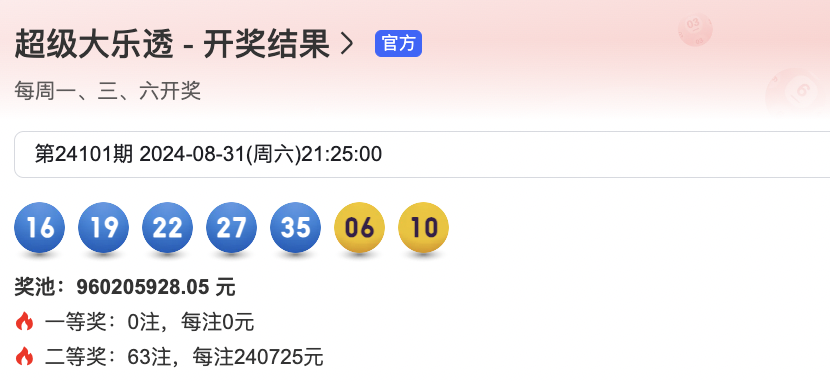 超级大乐透 - 开奖结果 > 官方
每周一、三、六开奖
第24101期 2024-08-31(周六)21:25:00
16 19 22 27 35 06 10
奖池：960205928.05 元
一等奖：0注，每注0元
二等奖：63注，每注240725元